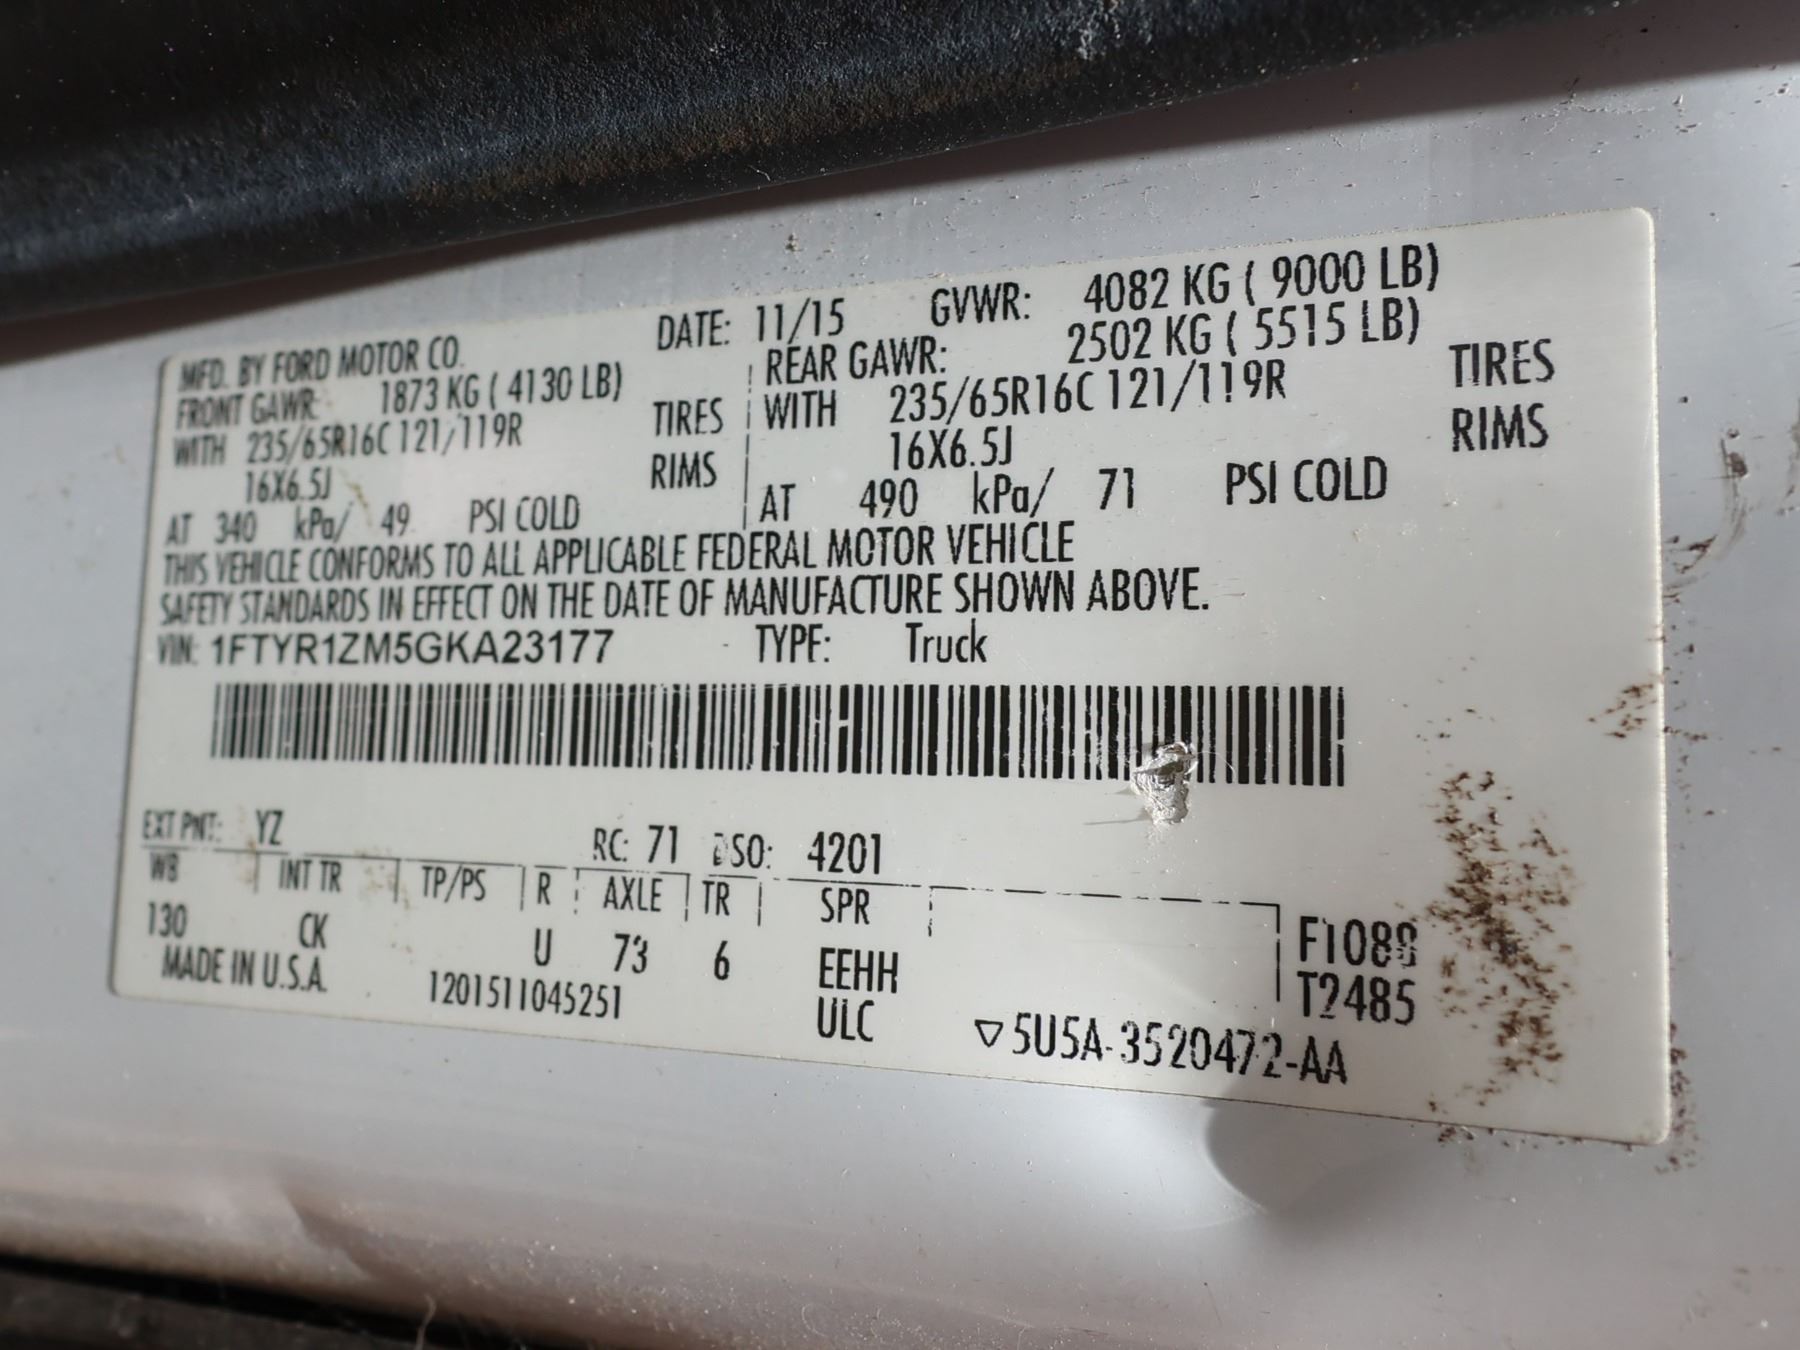 MFD. BY FORD MOTOR CO. DATE: 11/15 GVWR: 4082 KG ( 9000 LB)
FRONT GAWR: 1873 KG ( 4130 LB)
WITH 235/65R16C 121/119R TIRES
16X6.5J RIMS
AT 340 kPa/ 49 PSI COLD
REAR GAWR: 2502 KG ( 5515 LB)
WITH 235/65R16C 121/119R TIRES
16X6.5J RIMS
AT 490 kPa/ 71 PSI COLD
THIS VEHICLE CONFORMS TO ALL APPLICABLE FEDERAL MOTOR VEHICLE
SAFETY STANDARDS IN EFFECT ON THE DATE OF MANUFACTURE SHOWN ABOVE.
VIN: 1FTYR1ZM5GKA23177 TYPE: Truck
EXT PNT: YZ RC: 71 DSO: 4201
WB INT TR TP/PS R AXLE TR SPR
130 CK U 73 6 EEHH F1088
MADE IN U.S.A. 1201511045251 ULC T2485
▽5U5A-3520472-AA